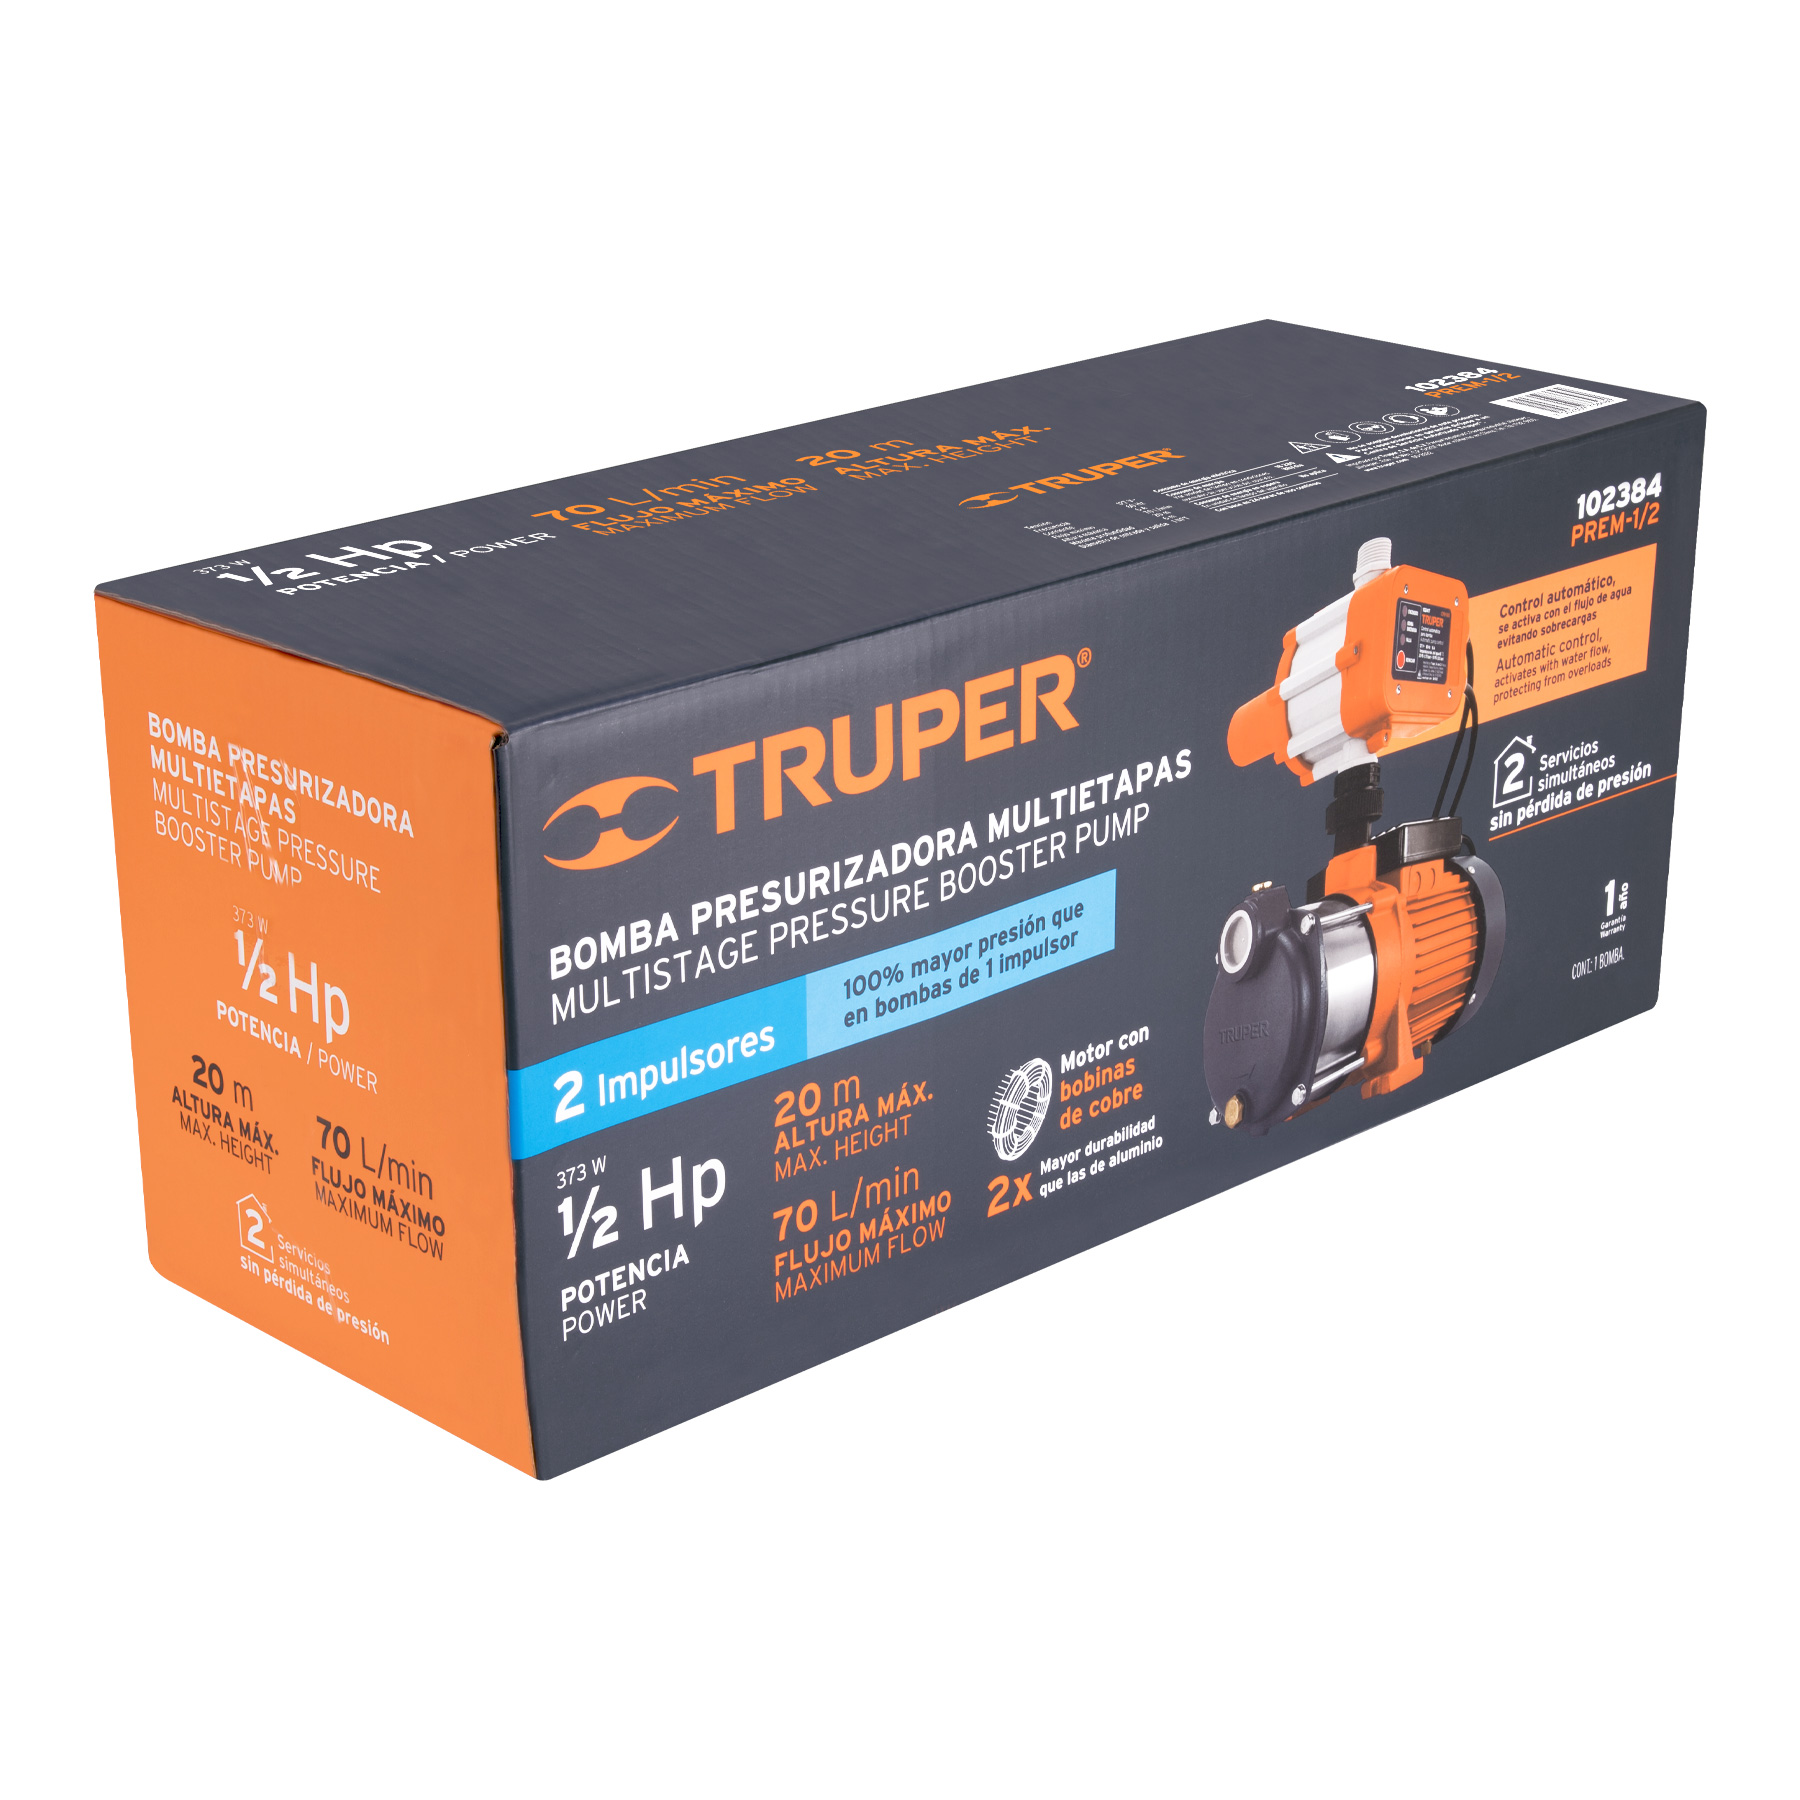 373 W
1/2 Hp
POTENCIA / POWER
70 L/min
FLUJO MÁXIMO
MAXIMUM FLOW
20 m
ALTURA MÁX.
MAX. HEIGHT
TRUPER®
102384
PREM-1/2
BOMBA PRESURIZADORA
MULTIETAPAS
MULTISTAGE PRESSURE
BOOSTER PUMP
373 W
1/2 Hp
POTENCIA / POWER
20 m
ALTURA MÁX.
MAX. HEIGHT
70 L/min
FLUJO MÁXIMO
MAXIMUM FLOW
2 Servicios
simultáneos
sin pérdida de presión
TRUPER®
BOMBA PRESURIZADORA MULTIETAPAS
MULTISTAGE PRESSURE BOOSTER PUMP
2 Impulsores
100% mayor presión que
en bombas de 1 impulsor
373 W
1/2 Hp
POTENCIA
POWER
20 m
ALTURA MÁX.
MAX. HEIGHT
70 L/min
FLUJO MÁXIMO
MAXIMUM FLOW
Motor con
bobinas
de cobre
2x Mayor durabilidad
que las de aluminio
102384
PREM-1/2
Control automático,
se activa con el flujo de agua
evitando sobrecargas
Automatic control,
activates with water flow,
protecting from overloads
2 Servicios
simultáneos
sin pérdida de presión
1 año
Garantía
Warranty
CONT.: 1 BOMBA.
TRUPER
TRUPER